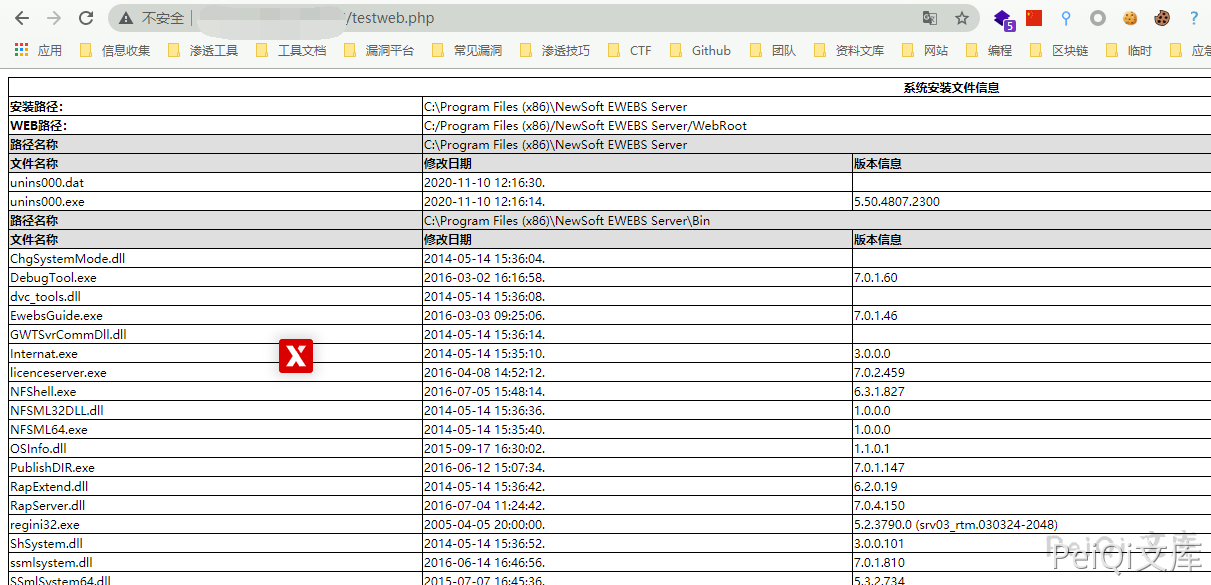 不安全 /testweb.php
应用 信息收集 渗透工具 工具文档 漏洞平台 常见漏洞 渗透技巧 CTF Github 团队 资料文库 网站 编程 区块链 临时 应急
系统安装文件信息
安装路径: C:\Program Files (x86)\NewSoft EWEBS Server
WEB路径: C:/Program Files (x86)/NewSoft EWEBS Server/WebRoot
路径名称 C:\Program Files (x86)\NewSoft EWEBS Server
文件名称 修改日期 版本信息
unins000.dat 2020-11-10 12:16:30.
unins000.exe 2020-11-10 12:16:14. 5.50.4807.2300
路径名称 C:\Program Files (x86)\NewSoft EWEBS Server\Bin
文件名称 修改日期 版本信息
ChgSystemMode.dll 2014-05-14 15:36:04.
DebugTool.exe 2016-03-02 16:16:58. 7.0.1.60
dvc_tools.dll 2014-05-14 15:36:08.
EwebsGuide.exe 2016-03-03 09:25:06. 7.0.1.46
GWTSvrCommDll.dll 2014-05-14 15:36:14.
Internat.exe 2014-05-14 15:35:10. 3.0.0.0
licenceserver.exe 2016-04-08 14:52:12. 7.0.2.459
NFShell.exe 2016-07-05 15:48:14. 6.3.1.827
NFSML32DLL.dll 2014-05-14 15:36:36. 1.0.0.0
NFSML64.exe 2014-05-14 15:35:40. 1.0.0.0
OSInfo.dll 2015-09-17 16:30:02. 1.1.0.1
PublishDIR.exe 2016-06-12 15:07:34. 7.0.1.147
RapExtend.dll 2014-05-14 15:36:42. 6.2.0.19
RapServer.dll 2016-07-04 11:24:42. 7.0.4.150
regini32.exe 2005-04-05 20:00:00. 5.2.3790.0 (srv03_rtm.030324-2048)
ShSystem.dll 2014-05-14 15:36:52. 3.0.0.101
ssmlsystem.dll 2016-06-14 16:46:56. 7.0.1.810
SSmlSystem64.dll 2015-07-07 16:45:36. 5.3.2.734
PeiQi文库
PeiQi文库